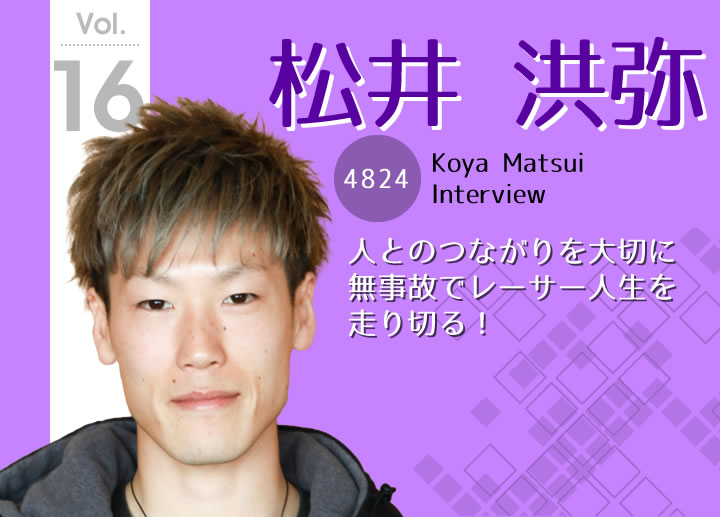 Vol.
16
松井 洪弥
4824
Koya Matsui
Interview
人とのつながりを大切に
無事故でレーサー人生を
走り切る！